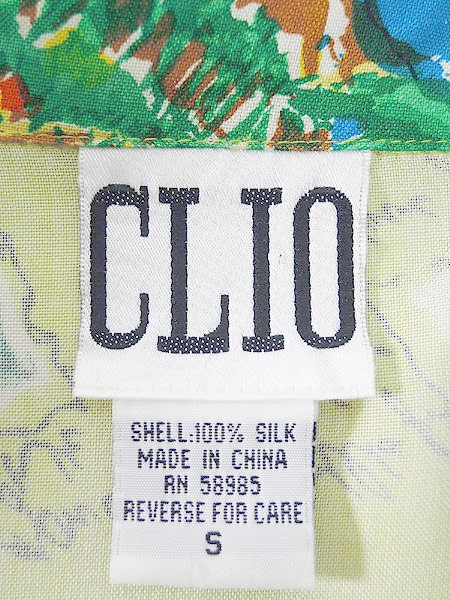 CLIO
SHELL:100% SILK
MADE IN CHINA
RN 58985
REVERSE FOR CARE
S